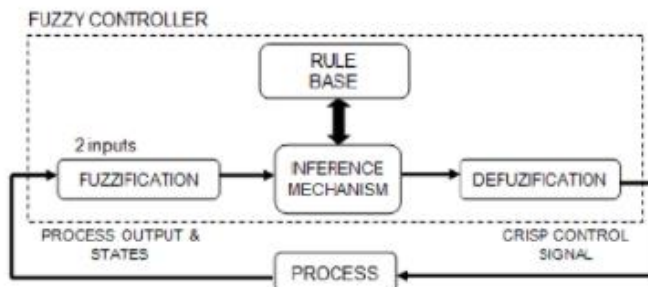 FUZZY CONTROLLER
RULE
BASE
2 inputs
FUZZIFICATION
INFERENCE
MECHANISM
DEFUZIFICATION
PROCESS OUTPUT &
STATES
CRISP CONTROL
SIGNAL
PROCESS